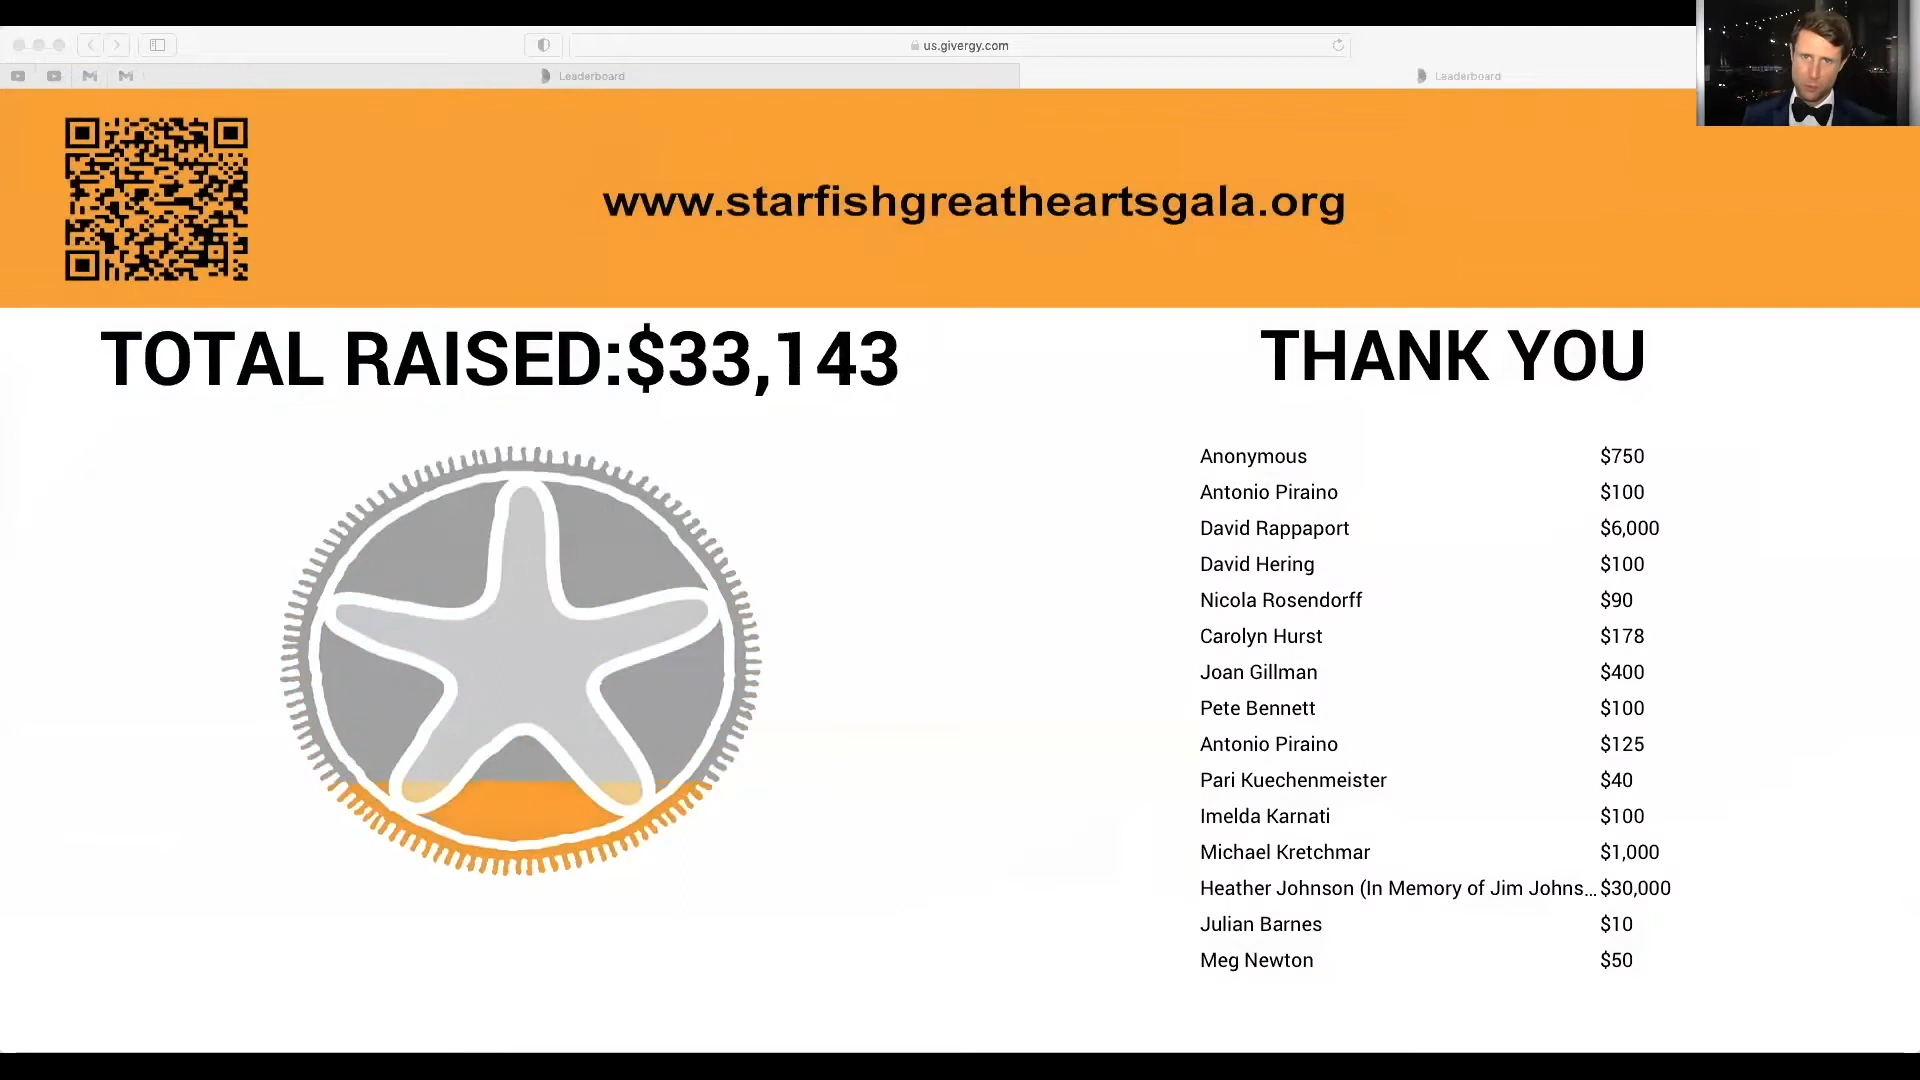 us.givergy.com
Leaderboard
Leaderboard
www.starfishgreatheartsgala.org
TOTAL RAISED:$33,143
THANK YOU
Anonymous $750
Antonio Piraino $100
David Rappaport $6,000
David Hering $100
Nicola Rosendorff $90
Carolyn Hurst $178
Joan Gillman $400
Pete Bennett $100
Antonio Piraino $125
Pari Kuechenmeister $40
Imelda Karnati $100
Michael Kretchmar $1,000
Heather Johnson (In Memory of Jim Johns... $30,000
Julian Barnes $10
Meg Newton $50